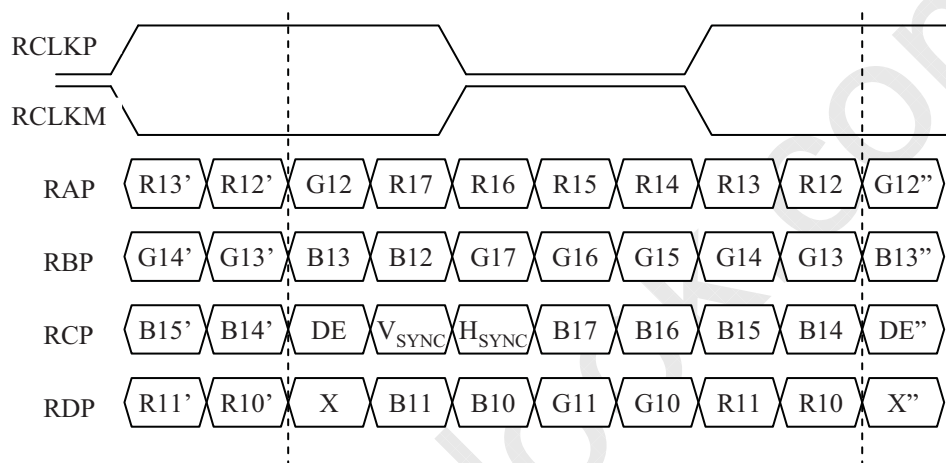 RCLKP
RCLKM
RAP R13’ R12’ G12 R17 R16 R15 R14 R13 R12 G12”
RBP G14’ G13’ B13 B12 G17 G16 G15 G14 G13 B13”
RCP B15’ B14’ DE VSYNC HSYNC B17 B16 B15 B14 DE”
RDP R11’ R10’ X B11 B10 G11 G10 R11 R10 X”